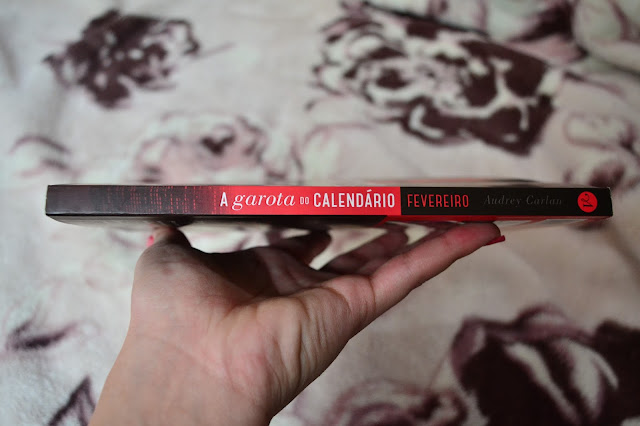 A garota do CALENDÁRIO FEVEREIRO Audrey Carlan